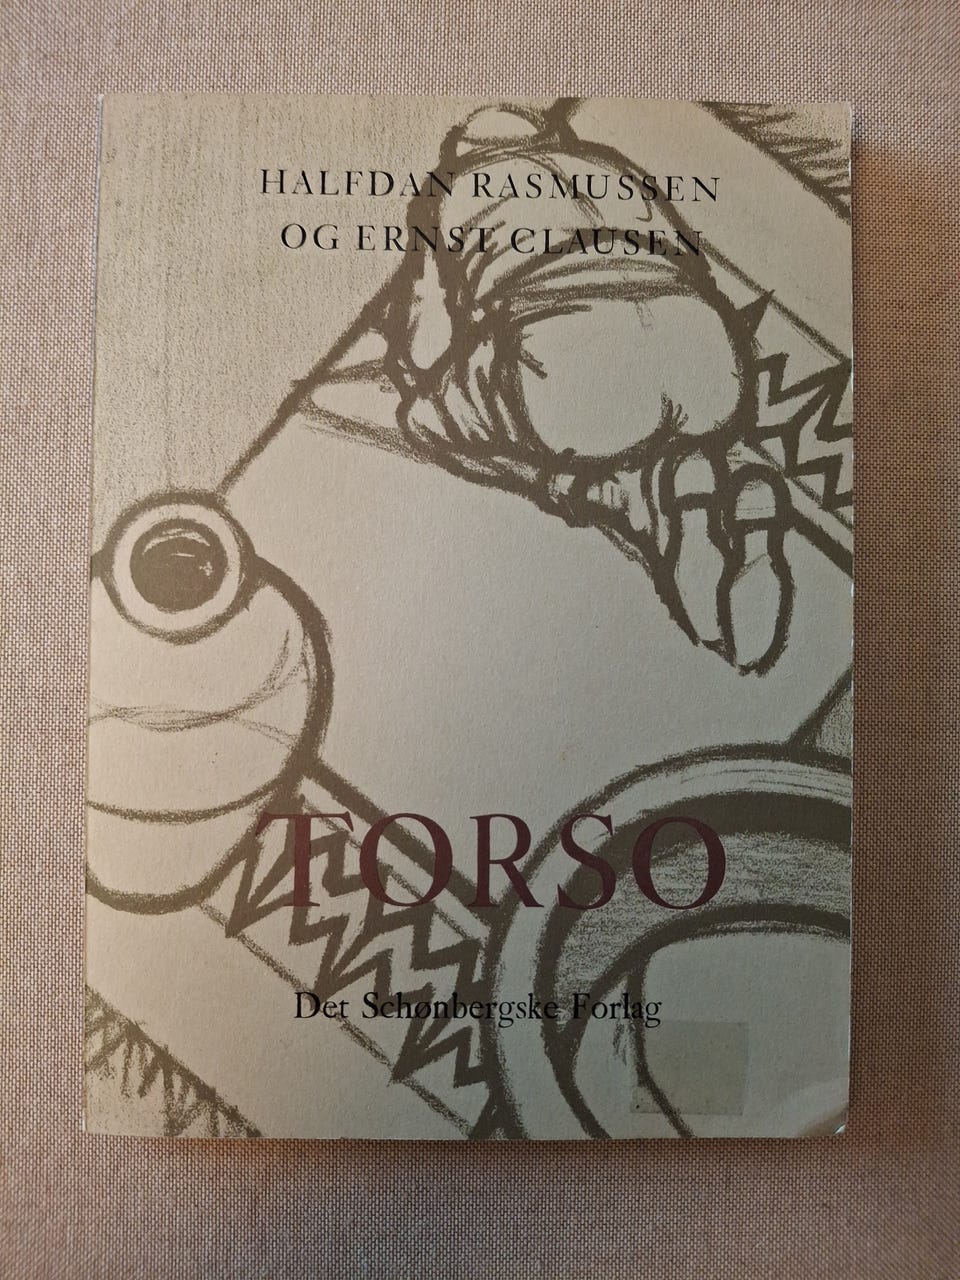 HALFDAN RASMUSSEN
OG ERNST CLAUSEN
TORSO
Det Schønbergske Forlag